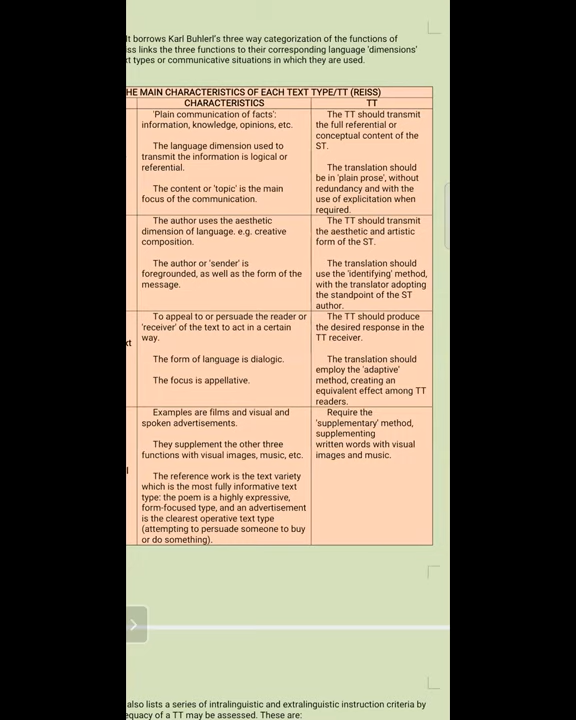 It borrows Karl Buhlerl's three way categorization of the functions of
iss links the three functions to their corresponding language 'dimensions'
xt types or communicative situations in which they are used.
HE MAIN CHARACTERISTICS OF EACH TEXT TYPE/TT (REISS)
CHARACTERISTICS
TT
'Plain communication of facts':
information, knowledge, opinions, etc.
The language dimension used to
transmit the information is logical or
referential.
The content or 'topic' is the main
focus of the communication.
The TT should transmit
the full referential or
conceptual content of the
ST.
The translation should
be in 'plain prose', without
redundancy and with the
use of explicitation when
required.
The author uses the aesthetic
dimension of language. e.g. creative
composition.
The author or 'sender' is
foregrounded, as well as the form of the
message.
The TT should transmit
the aesthetic and artistic
form of the ST.
The translation should
use the 'identifying' method,
with the translator adopting
the standpoint of the ST
author.
xt
To appeal to or persuade the reader or
'receiver' of the text to act in a certain
way.
The form of language is dialogic.
The focus is appellative.
The TT should produce
the desired response in the
TT receiver.
The translation should
employ the 'adaptive'
method, creating an
equivalent effect among TT
readers.
l
Examples are films and visual and
spoken advertisements.
They supplement the other three
functions with visual images, music, etc.
The reference work is the text variety
which is the most fully informative text
type: the poem is a highly expressive,
form-focused type, and an advertisement
is the clearest operative text type
(attempting to persuade someone to buy
or do something).
Require the
'supplementary' method,
supplementing
written words with visual
images and music.
also lists a series of intralinguistic and extralinguistic instruction criteria by
equacy of a TT may be assessed. These are: